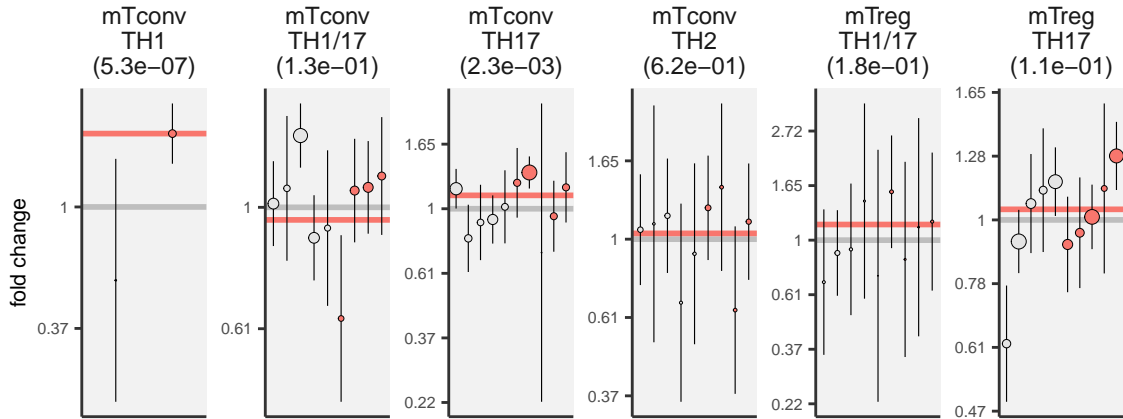 mTconv
TH1
(5.3e−07)
1
0.37
fold change
mTconv
TH1/17
(1.3e−01)
1
0.61
mTconv
TH17
(2.3e−03)
1.65
1
0.61
0.37
0.22
mTconv
TH2
(6.2e−01)
1.65
1
0.61
0.37
mTreg
TH1/17
(1.8e−01)
2.72
1.65
1
0.61
0.37
0.22
mTreg
TH17
(1.1e−01)
1.65
1.28
1
0.78
0.61
0.47